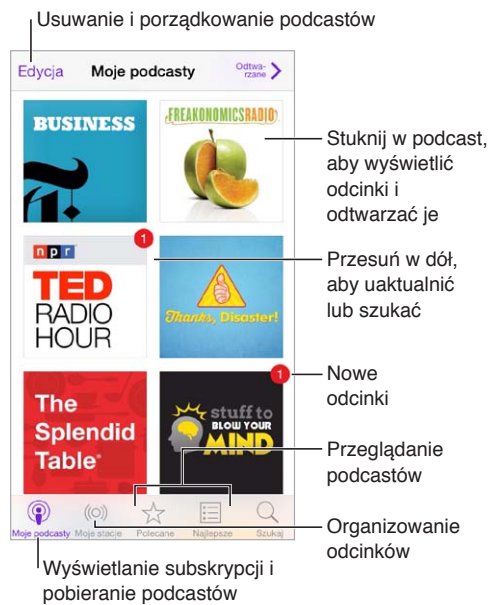 Usuwanie i porządkowanie podcastów
Edycja
Moje podcasty
Odtwa-
rzane
BUSINESS
FREAKONOMICS RADIO
Stuknij w podcast,
aby wyświetlić
odcinki i
odtwarzać je
npr
1
TED
RADIO
HOUR
Thanks, Disaster!
Przesuń w dół,
aby uaktualnić
lub szukać
The
Splendid
Table®
stuff to
BLOW YOUR
MIND
1
Nowe
odcinki
Przeglądanie
podcastów
Moje podcasty
Moje stacje
Polecane
Najlepsze
Szukaj
Organizowanie
odcinków
Wyświetlanie subskrypcji i
pobieranie podcastów